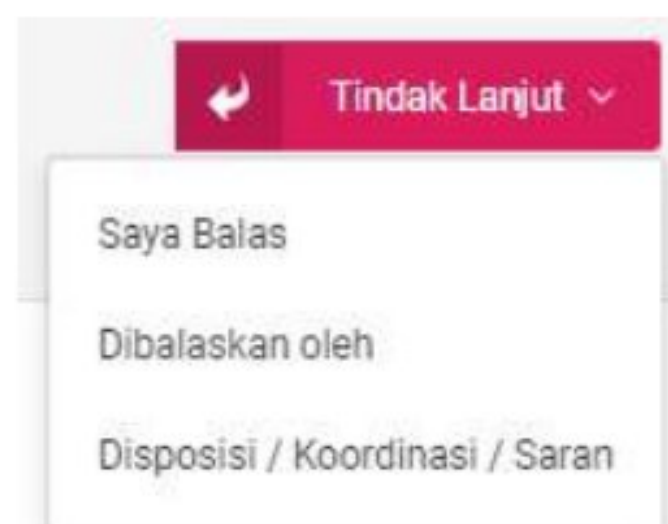 Tindak Lanjut
Saya Balas
Dibalaskan oleh
Disposisi / Koordinasi / Saran